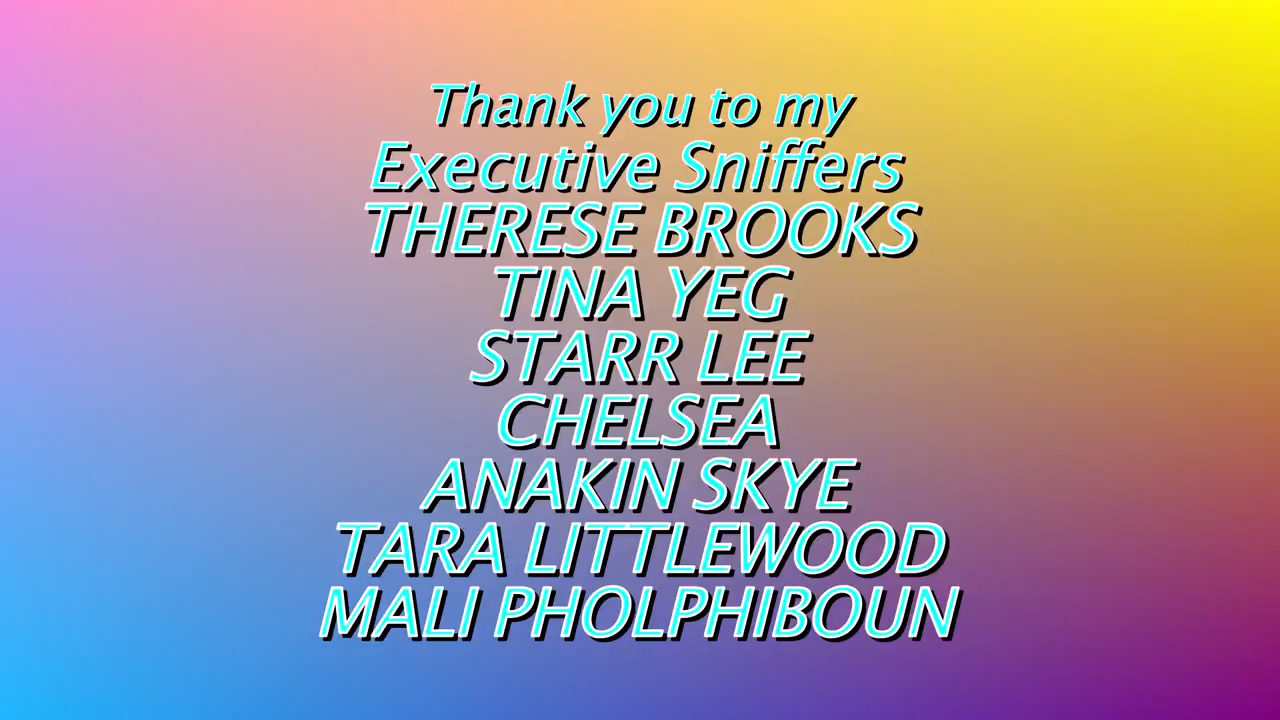 Thank you to my
Executive Sniffers
THERESE BROOKS
TINA YEG
STARR LEE
CHELSEA
ANAKIN SKYE
TARA LITTLEWOOD
MALI PHOLPHIBOUN